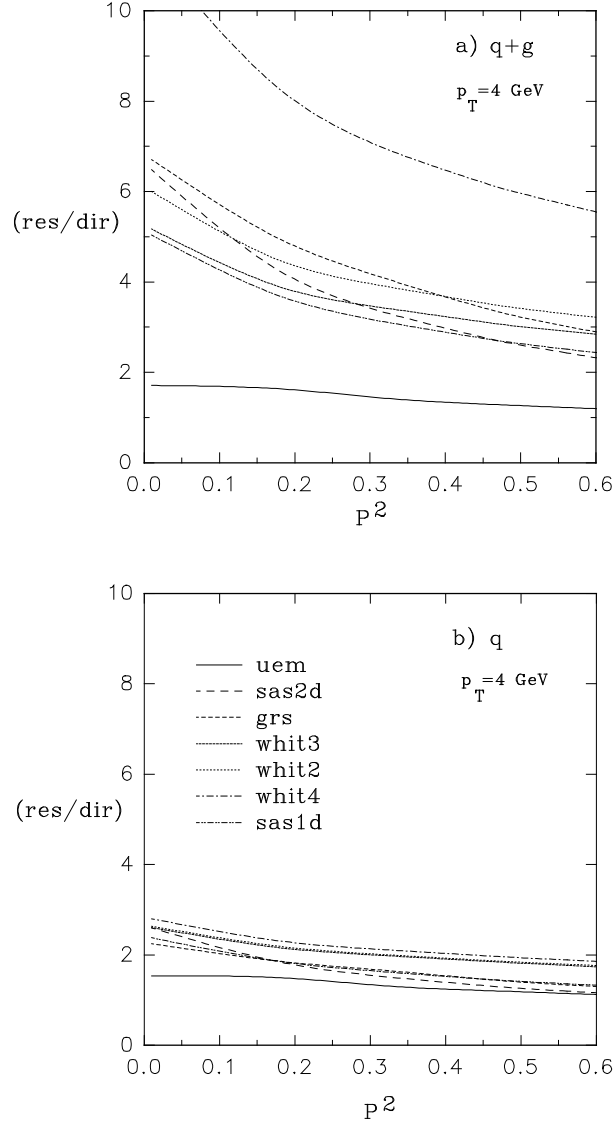 10
a) q+g
p_T=4 GeV
8
6
(res/dir)
4
2
0
0.0 0.1 0.2 0.3 0.4 0.5 0.6
P²
10
b) q
p_T=4 GeV
8
uem
sas2d
grs
whit3
whit2
whit4
sas1d
6
(res/dir)
4
2
0
0.0 0.1 0.2 0.3 0.4 0.5 0.6
P²